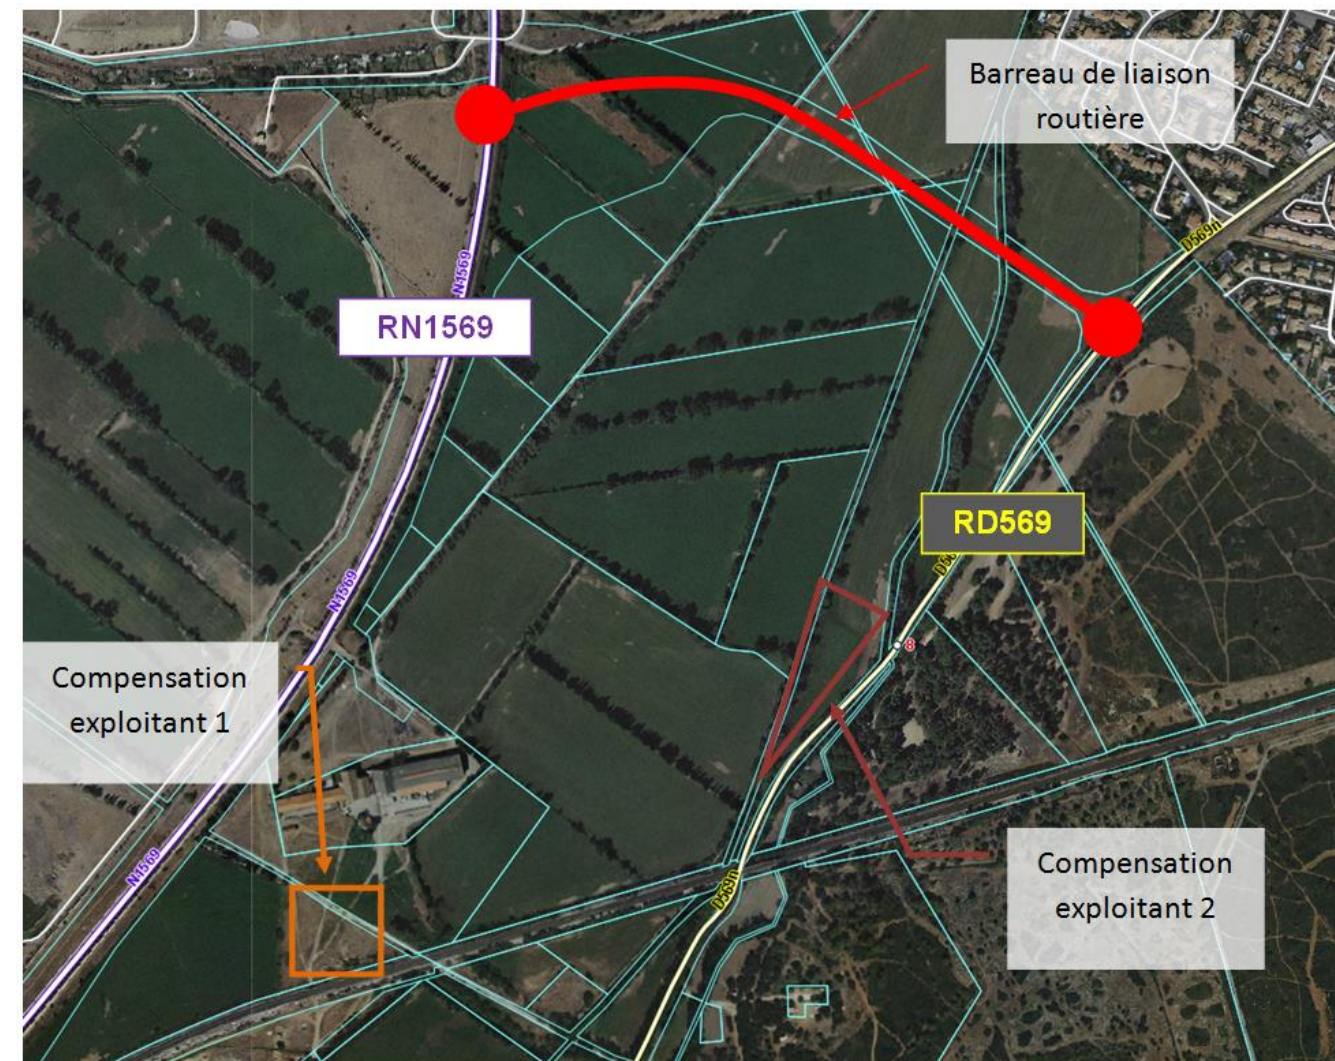 Barreau de liaison
routière
D569n
N1569
RN1569
RD569
N1569
8
Compensation
exploitant 1
Compensation
exploitant 2
N1569
D569n